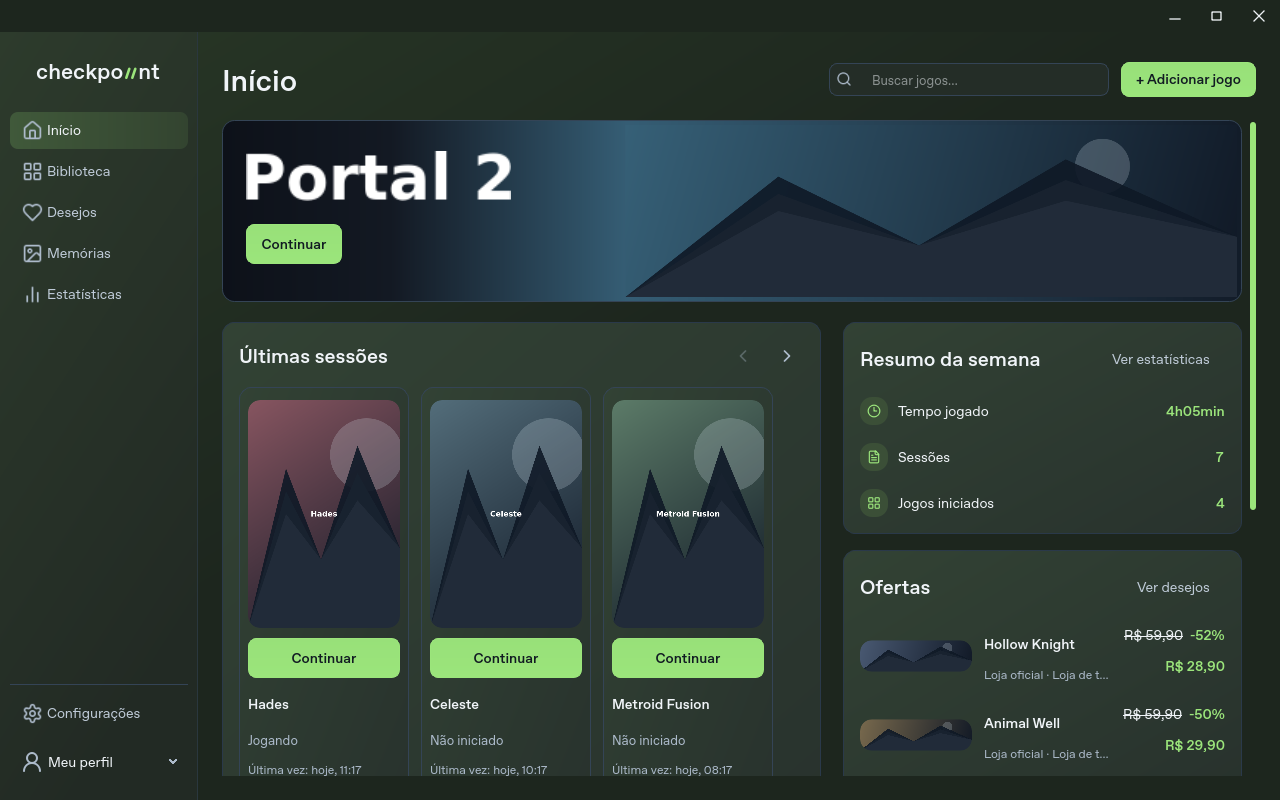 checkpoint
Início
Biblioteca
Desejos
Memórias
Estatísticas
Configurações
Meu perfil
Início
Buscar jogos...
+ Adicionar jogo
Portal 2
Continuar
Últimas sessões
Hades
Continuar
Hades
Jogando
Última vez: hoje, 11:17
Celeste
Continuar
Celeste
Não iniciado
Última vez: hoje, 10:17
Metroid Fusion
Continuar
Metroid Fusion
Não iniciado
Última vez: hoje, 08:17
Resumo da semana
Ver estatísticas
Tempo jogado 4h05min
Sessões 7
Jogos iniciados 4
Ofertas
Ver desejos
Hollow Knight
R$ 59,90 -52%
Loja oficial · Loja de t...
R$ 28,90
Animal Well
R$ 59,90 -50%
Loja oficial · Loja de t...
R$ 29,90